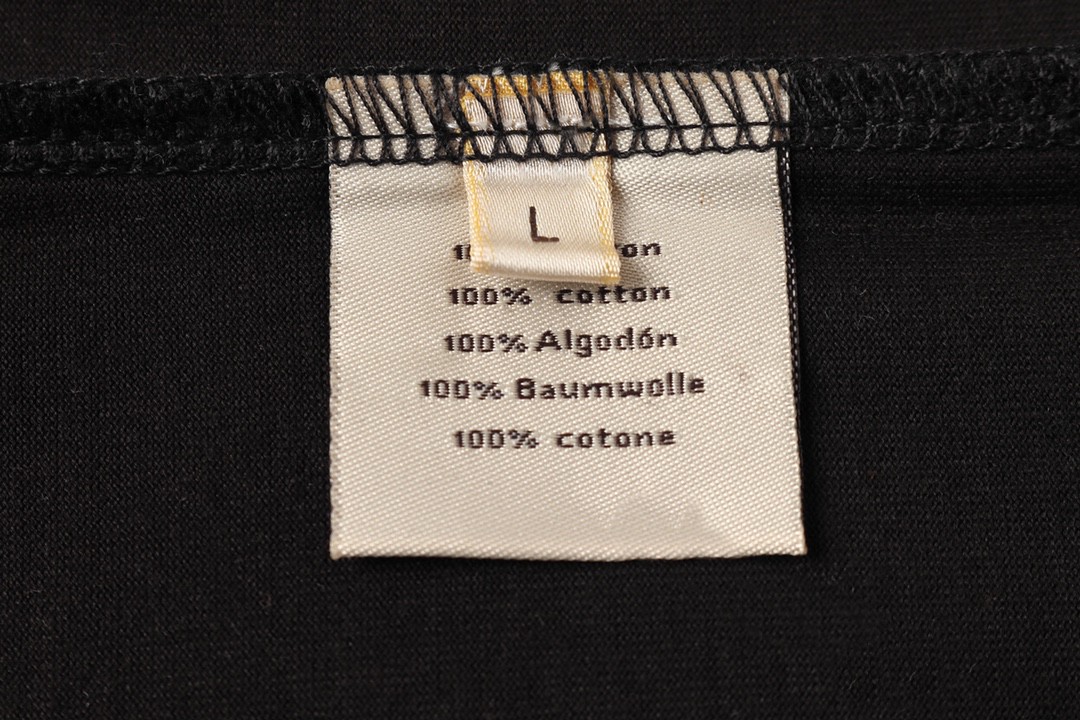 L
100% cotton
100% Algodón
100% Baumwolle
100% cotone